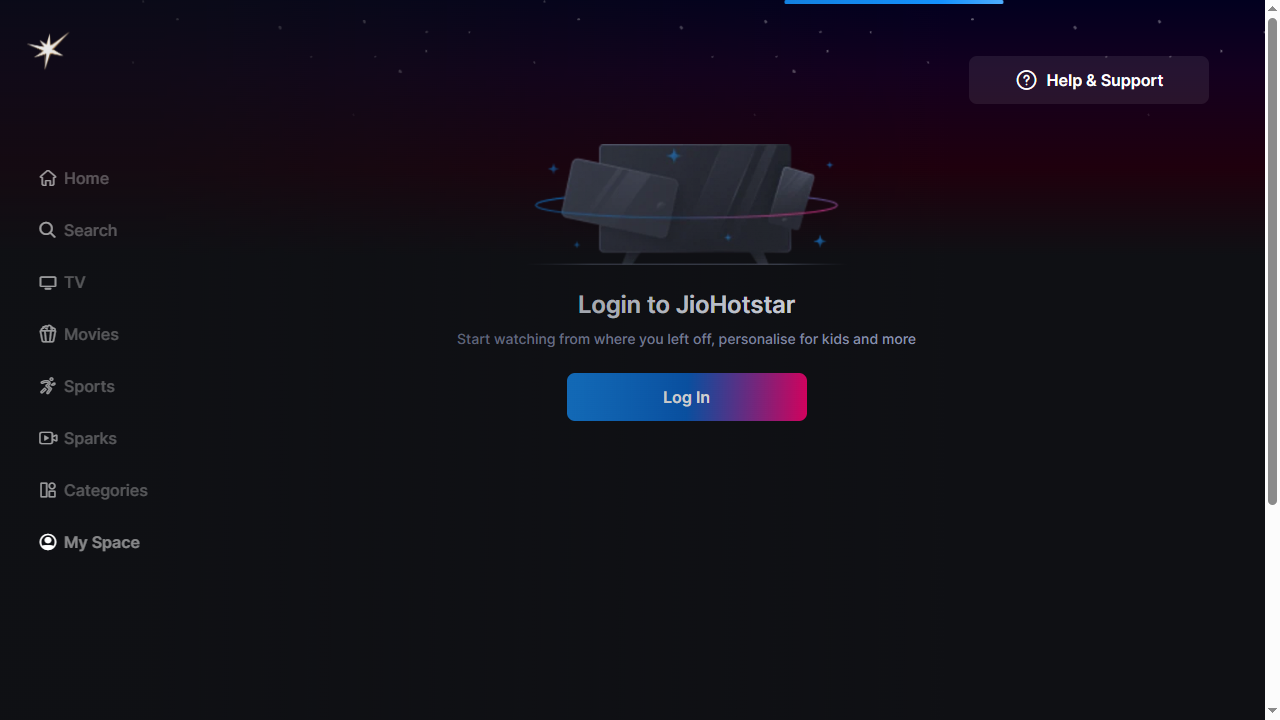 Help & Support
Home
Search
TV
Movies
Sports
Sparks
Categories
My Space
Login to JioHotstar
Start watching from where you left off, personalise for kids and more
Log In